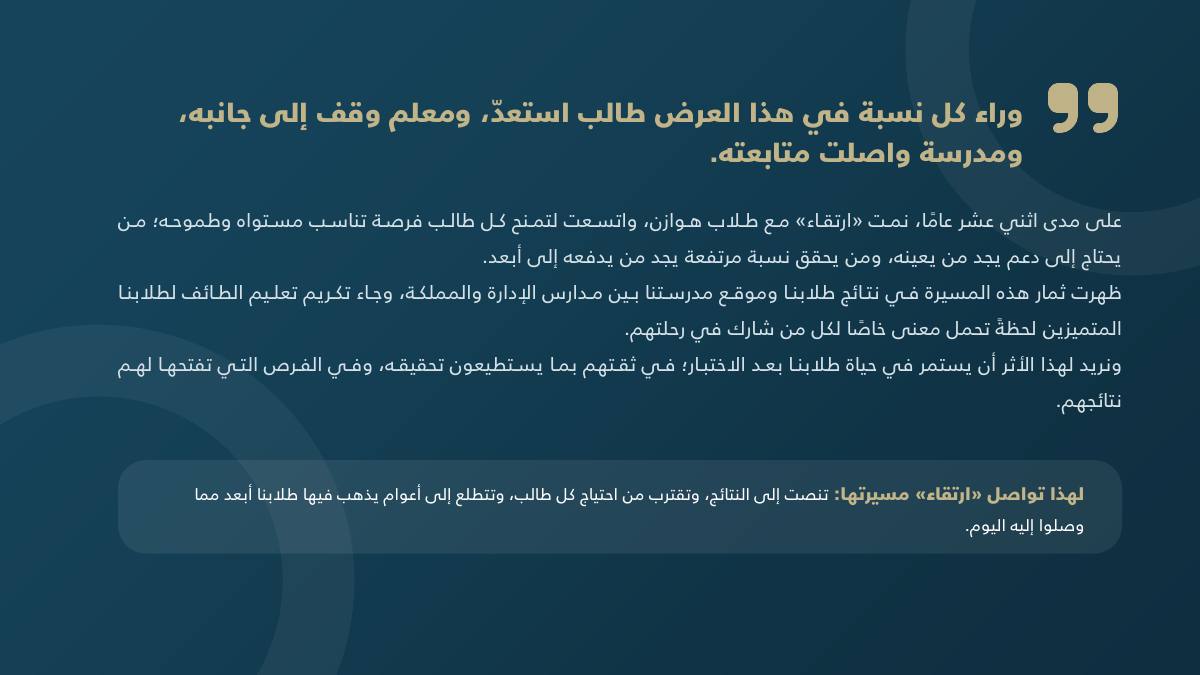 وراء كل نسبة في هذا العرض طالب استعدّ، ومعلم وقف إلى جانبه،
ومدرسة واصلت متابعته.
على مدى اثني عشر عامًا، نمت «ارتقاء» مع طلاب هوازن، واتسعت لتمنح كل طالب فرصة تناسب مستواه وطموحه؛ من
يحتاج إلى دعم يجد من يعينه، ومن يحقق نسبة مرتفعة يجد من يدفعه إلى أبعد.
ظهرت ثمار هذه المسيرة في نتائج طلابنا وموقع مدرستنا بين مدارس الإدارة والمملكة، وجاء تكريم تعليم الطائف لطلابنا
المتميزين لحظةً تحمل معنى خاصًا لكل من شارك في رحلتهم.
ونريد لهذا الأثر أن يستمر في حياة طلابنا بعد الاختبار؛ في ثقتهم بما يستطيعون تحقيقه، وفي الفرص التي تفتحها لهم
نتائجهم.
لهذا تواصل «ارتقاء» مسيرتها: تنصت إلى النتائج، وتقترب من احتياج كل طالب، وتتطلع إلى أعوام يذهب فيها طلابنا أبعد مما
وصلوا إليه اليوم.